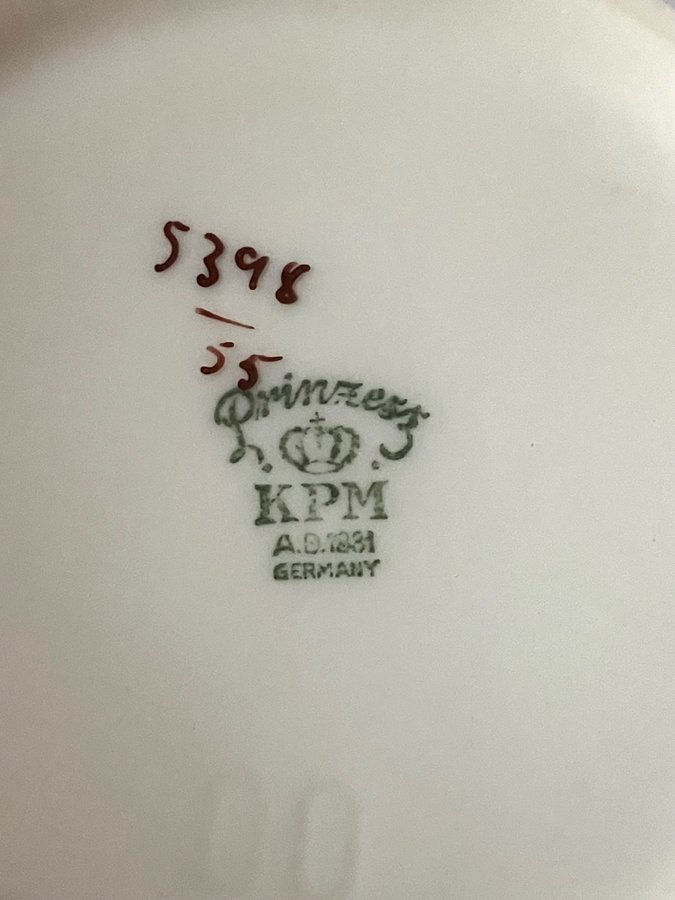 5398
55
Prinzess
KPM
A.D.1831
GERMANY